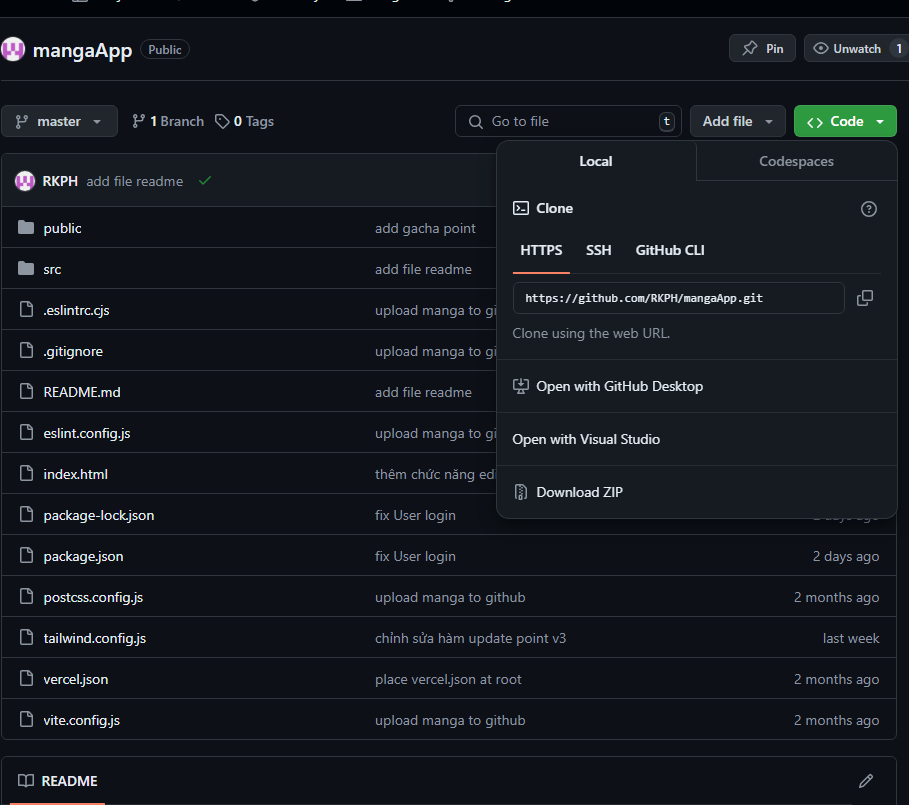 mangaApp Public Pin Unwatch 1
master 1 Branch 0 Tags Go to file t Add file Code
Local Codespaces
RKPH add file readme
Clone
HTTPS SSH GitHub CLI
https://github.com/RKPH/mangaApp.git
Clone using the web URL.
Open with GitHub Desktop
Open with Visual Studio
Download ZIP
public add gacha point
src add file readme
.eslintrc.cjs upload manga to gi
.gitignore upload manga to gi
README.md add file readme
eslint.config.js upload manga to gi
index.html thêm chức năng edi
package-lock.json fix User login 2 days ago
package.json fix User login 2 days ago
postcss.config.js upload manga to github 2 months ago
tailwind.config.js chỉnh sửa hàm update point v3 last week
vercel.json place vercel.json at root 2 months ago
vite.config.js upload manga to github 2 months ago
README